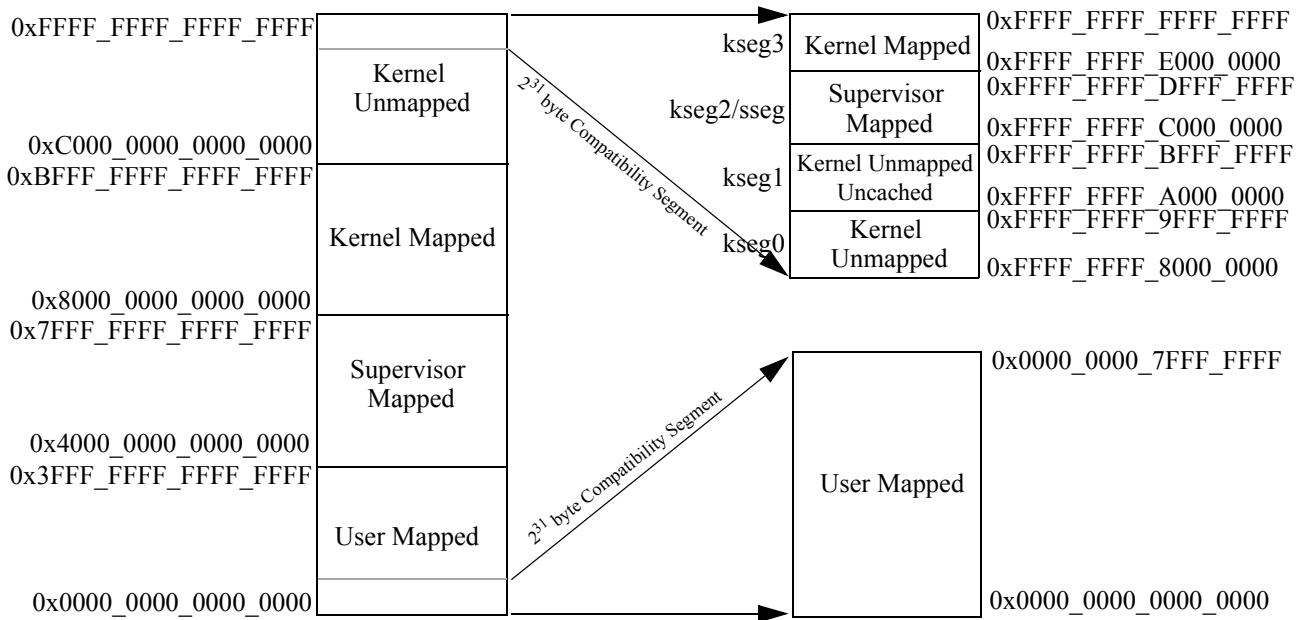 0xFFFF_FFFF_FFFF_FFFF
Kernel
Unmapped
0xC000_0000_0000_0000
0xBFFF_FFFF_FFFF_FFFF
Kernel Mapped
0x8000_0000_0000_0000
0x7FFF_FFFF_FFFF_FFFF
Supervisor
Mapped
0x4000_0000_0000_0000
0x3FFF_FFFF_FFFF_FFFF
User Mapped
0x0000_0000_0000_0000
2^31 byte Compatibility Segment
2^31 byte Compatibility Segment
kseg3
Kernel Mapped
0xFFFF_FFFF_FFFF_FFFF
0xFFFF_FFFF_E000_0000
kseg2/sseg
Supervisor
Mapped
0xFFFF_FFFF_DFFF_FFFF
0xFFFF_FFFF_C000_0000
kseg1
Kernel Unmapped
Uncached
0xFFFF_FFFF_BFFF_FFFF
0xFFFF_FFFF_A000_0000
kseg0
Kernel
Unmapped
0xFFFF_FFFF_9FFF_FFFF
0xFFFF_FFFF_8000_0000
User Mapped
0x0000_0000_7FFF_FFFF
0x0000_0000_0000_0000